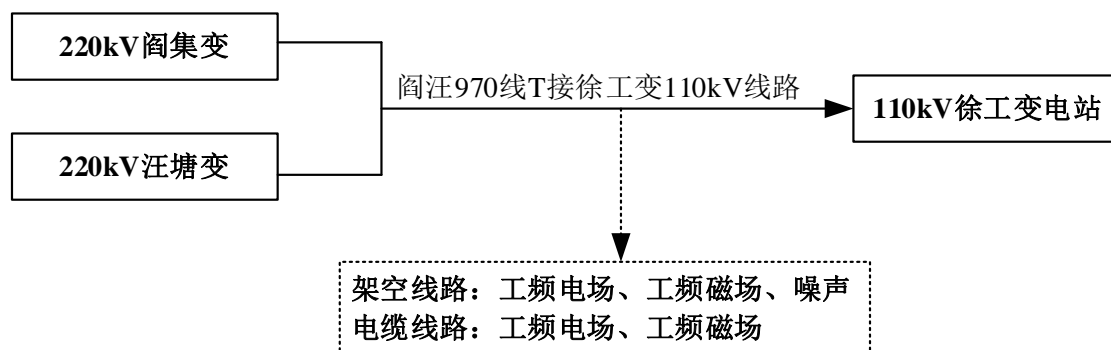 220kV阎集变
阎汪970线T接徐工变110kV线路
110kV徐工变电站
220kV汪塘变
架空线路：工频电场、工频磁场、噪声
电缆线路：工频电场、工频磁场